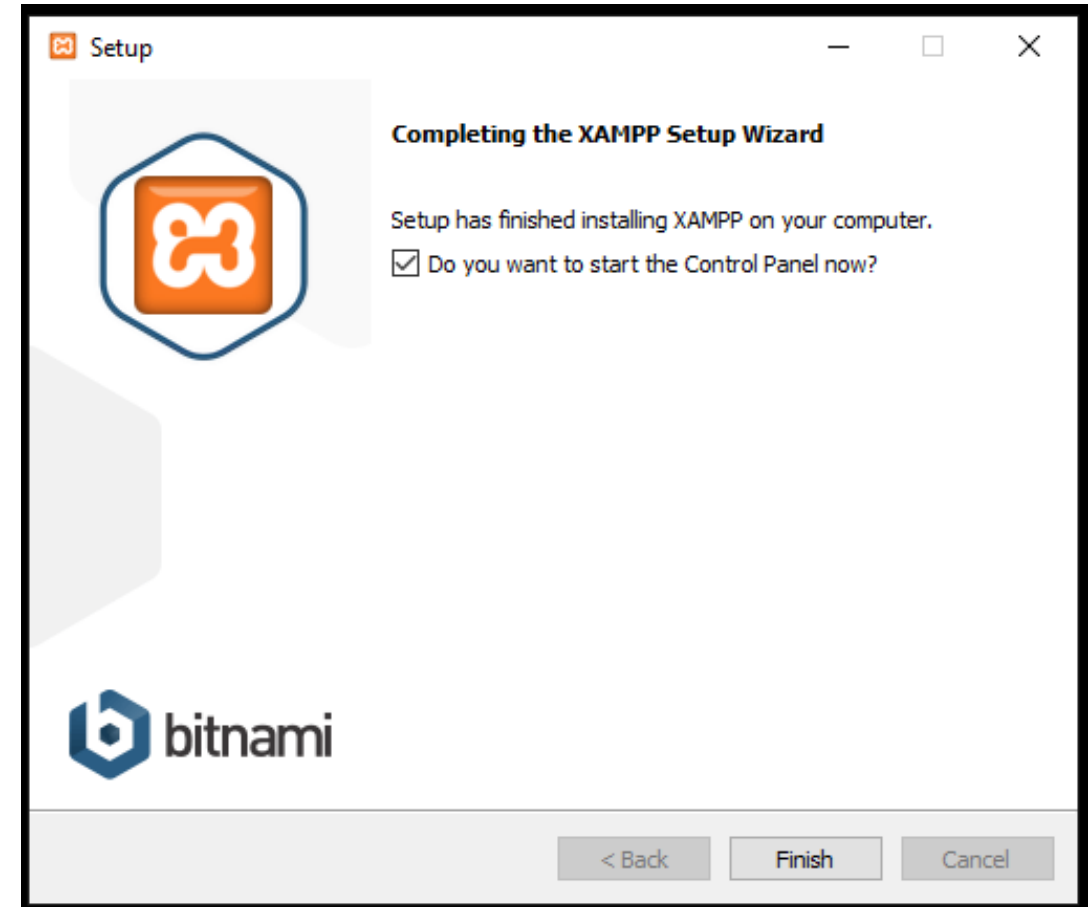 Setup
Completing the XAMPP Setup Wizard
Setup has finished installing XAMPP on your computer.
Do you want to start the Control Panel now?
bitnami
< Back
Finish
Cancel